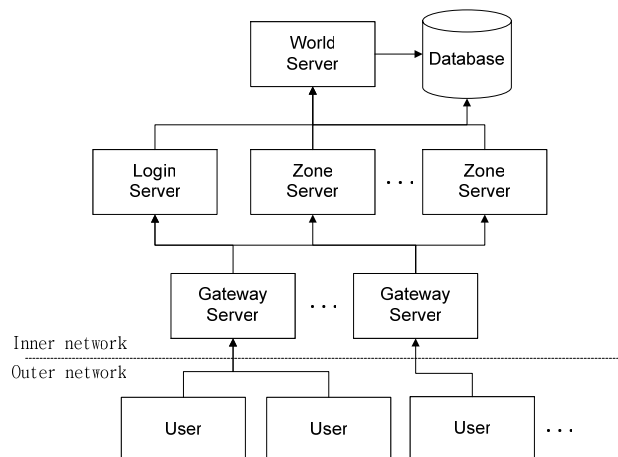 World
Server
Database
Login
Server
Zone
Server
...
Zone
Server
Gateway
Server
...
Gateway
Server
Inner network
Outer network
User
User
User
...